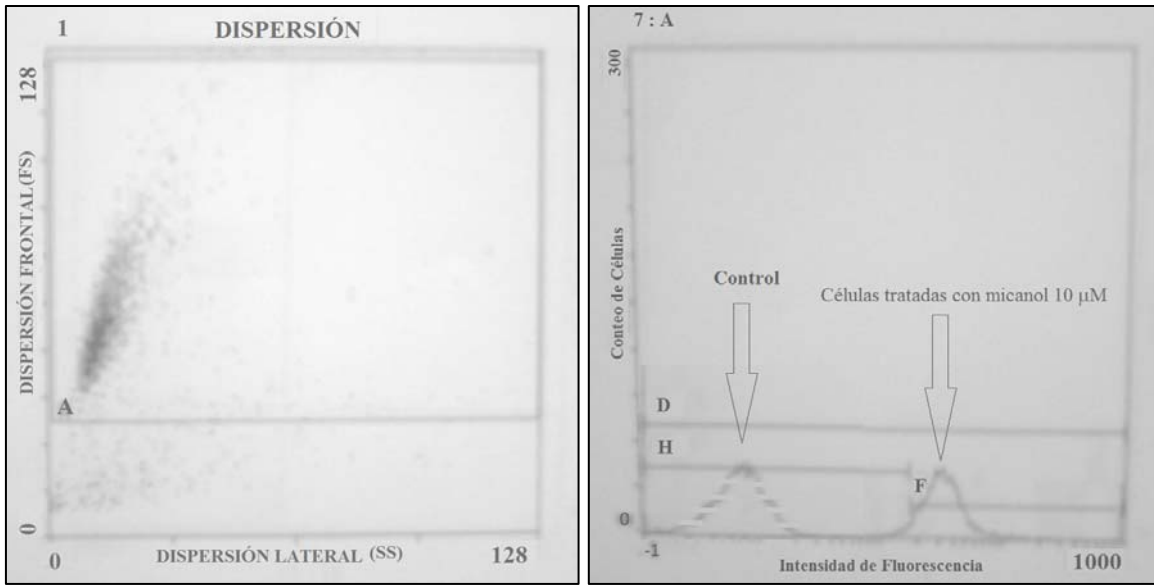 1
DISPERSIÓN
128
DISPERSIÓN FRONTAL(FS)
A
0
0
DISPERSIÓN LATERAL (SS)
128
7 : A
300
Conteo de Células
Control
Células tratadas con micanol 10 µM
D
H
F
0
-1
Intensidad de Fluorescencia
1000